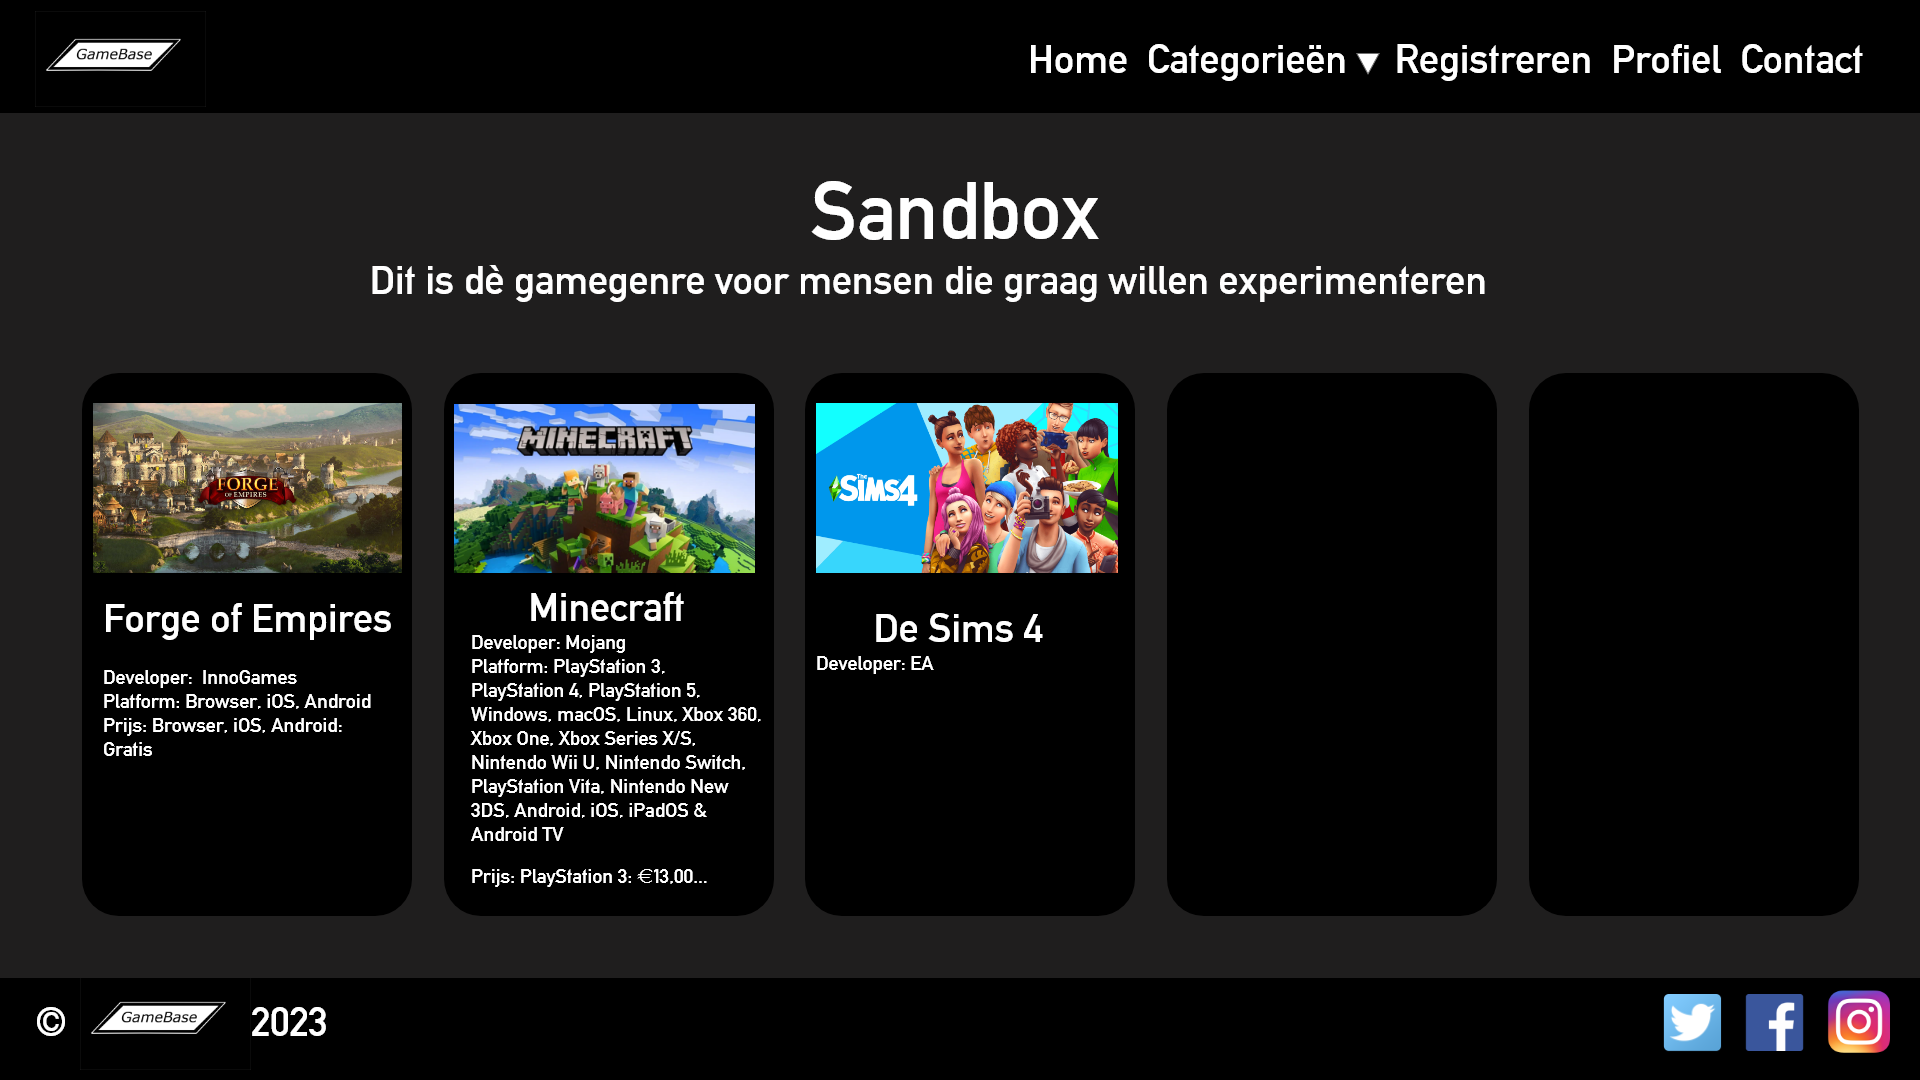 GameBase
Home Categorieën ▼ Registreren Profiel Contact
Sandbox
Dit is dè gamegenre voor mensen die graag willen experimenteren
FORGE
OF EMPIRES
Forge of Empires
Developer:  InnoGames
Platform: Browser, iOS, Android
Prijs: Browser, iOS, Android:
Gratis
MINECRAFT
Minecraft
Developer: Mojang
Platform: PlayStation 3,
PlayStation 4, PlayStation 5,
Windows, macOS, Linux, Xbox 360,
Xbox One, Xbox Series X/S,
Nintendo Wii U, Nintendo Switch,
PlayStation Vita, Nintendo New
3DS, Android, iOS, iPadOS &
Android TV
Prijs: PlayStation 3: €13,00...
The
SIMS4
De Sims 4
Developer: EA
© GameBase 2023